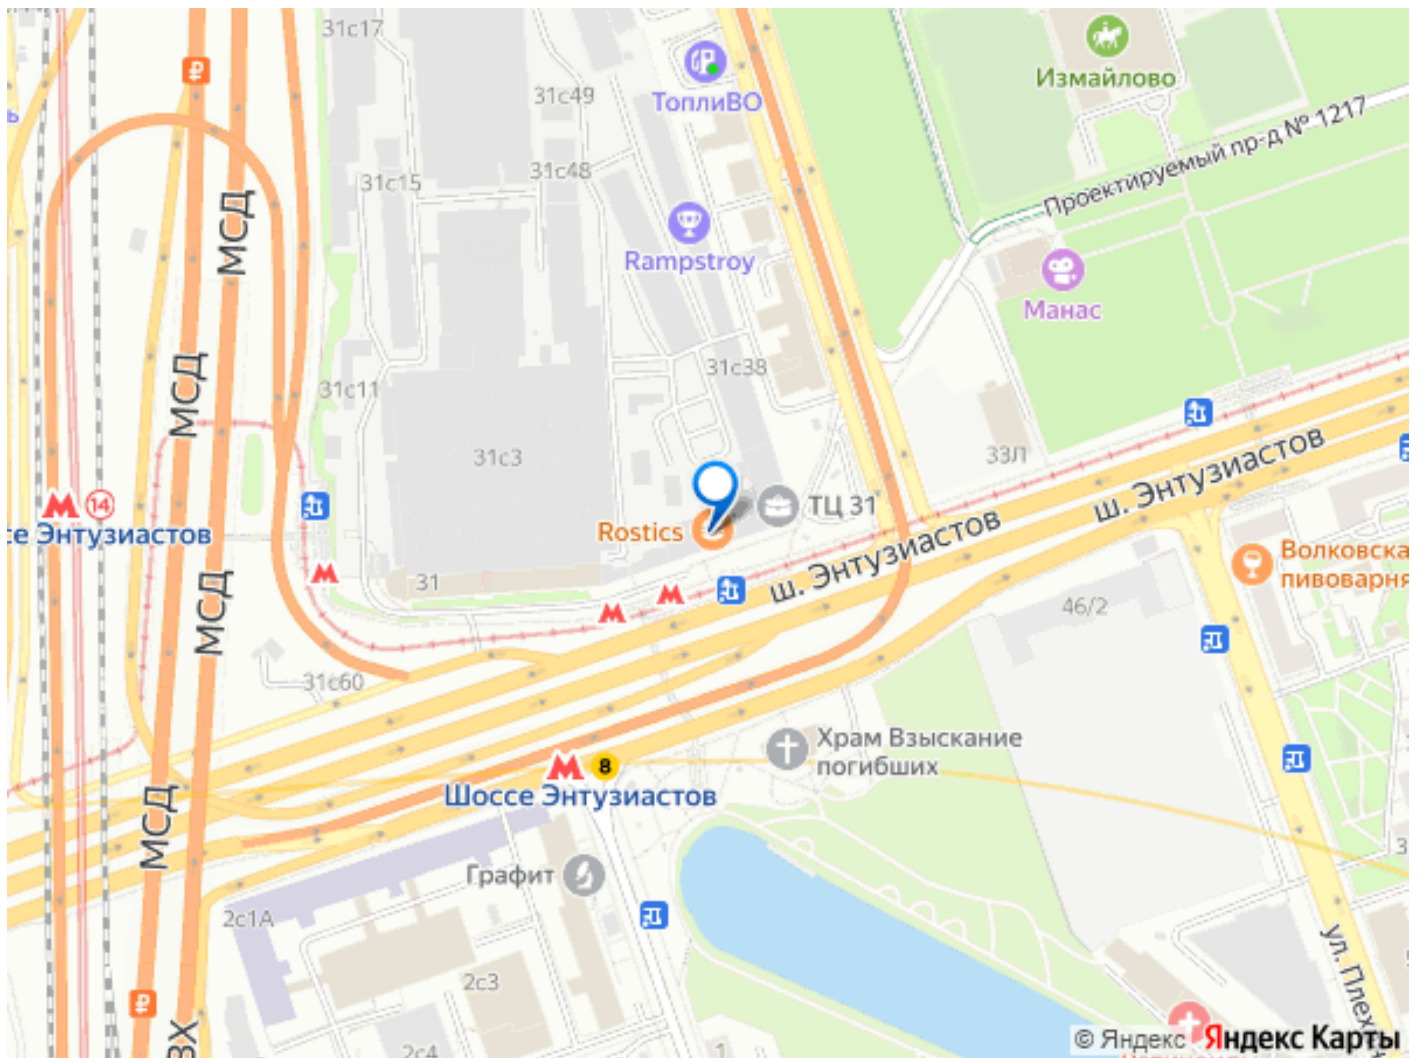 31с17
₽
31с49
ТоплиВО
Измайлово
Проектируемый пр-д № 1217
31с15
31с48
МСД
Rampstroy
Манас
МСД
31с11
31с38
31с3
33Л
ш. Энтузиастов
14
се Энтузиастов
Rostics
ТЦ 31
ш. Энтузиастов
31
МСД
Волковска
пивоварня
46/2
31с60
Храм Взыскание
погибших
8
Шоссе Энтузиастов
МСД
Графит
2с1А
2с3
ул. Плех
₽
2с4
1
© Яндекс Яндекс Карты